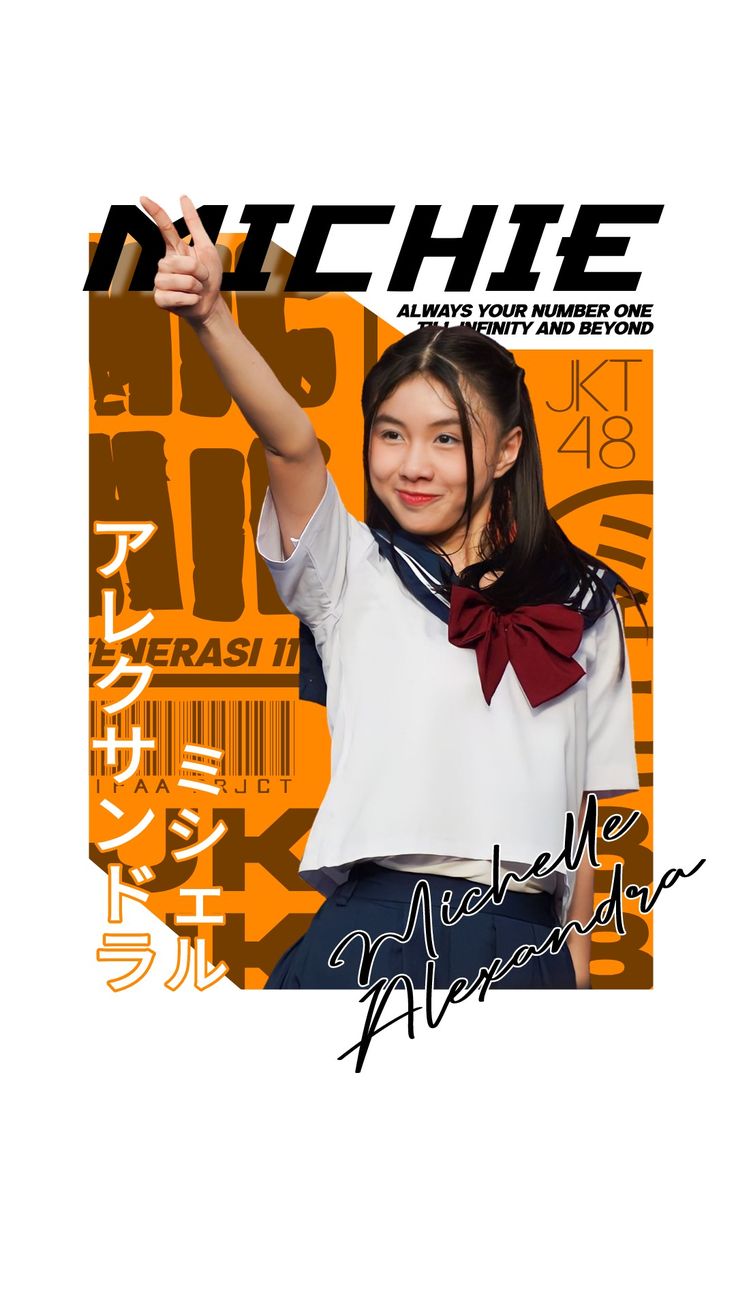 MICHIE
ALWAYS YOUR NUMBER ONE
TILL INFINITY AND BEYOND
JKT
48
GENERASI 11
アレクサンドラ
ミシェル
Michelle
Alexandra